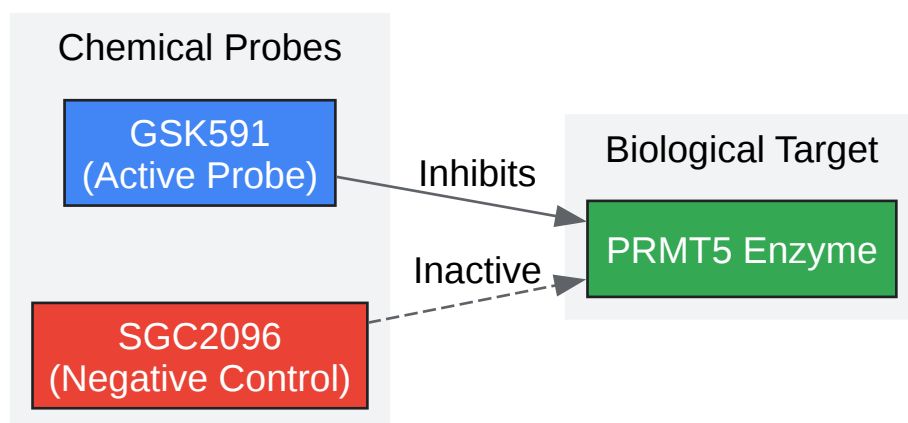 Chemical Probes
GSK591
(Active Probe)
Inhibits
Biological Target
PRMT5 Enzyme
Inactive
SGC2096
(Negative Control)